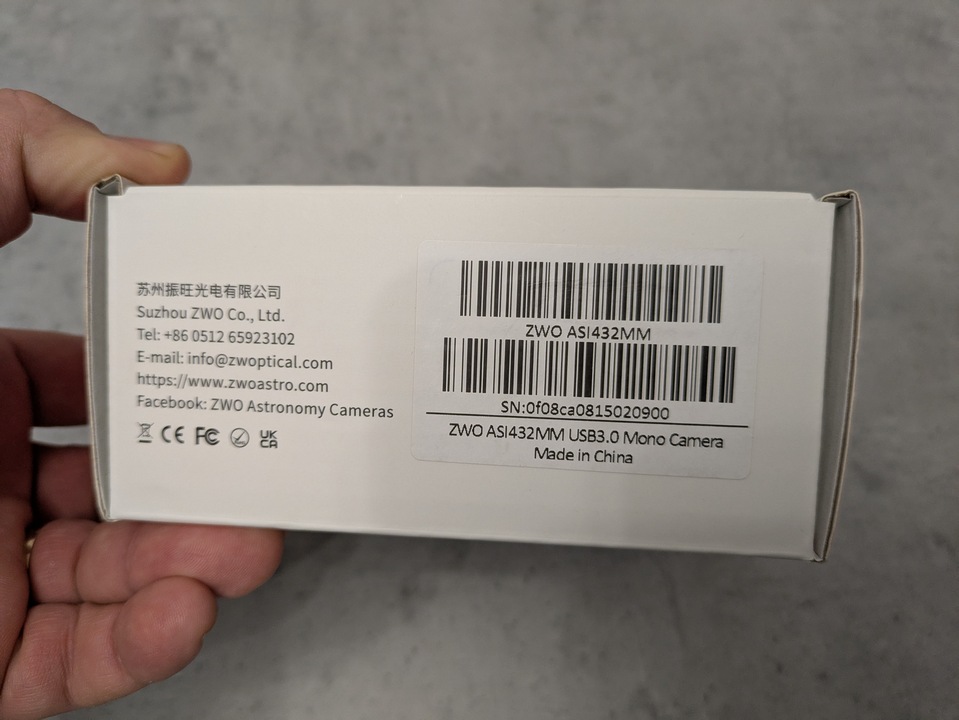 苏州振旺光电有限公司
Suzhou ZWO Co., Ltd.
Tel: +86 0512 65923102
E-mail: info@zwoptical.com
https://www.zwoastro.com
Facebook: ZWO Astronomy Cameras
CE FC UK CA
ZWO ASI432MM
SN:0f08ca0815020900
ZWO ASI432MM USB3.0 Mono Camera
Made in China